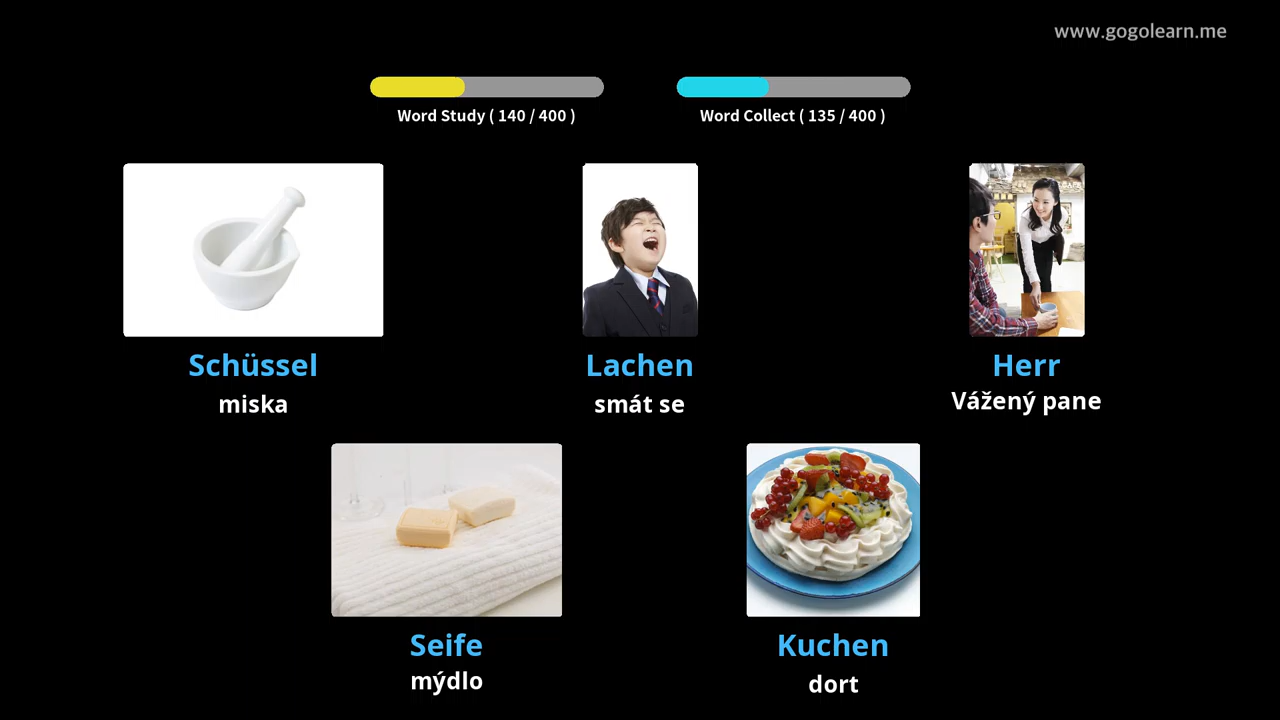 www.gogolearn.me
Word Study ( 140 / 400 )
Word Collect ( 135 / 400 )
Schüssel
miska
Lachen
smát se
Herr
Vážený pane
Seife
mýdlo
Kuchen
dort